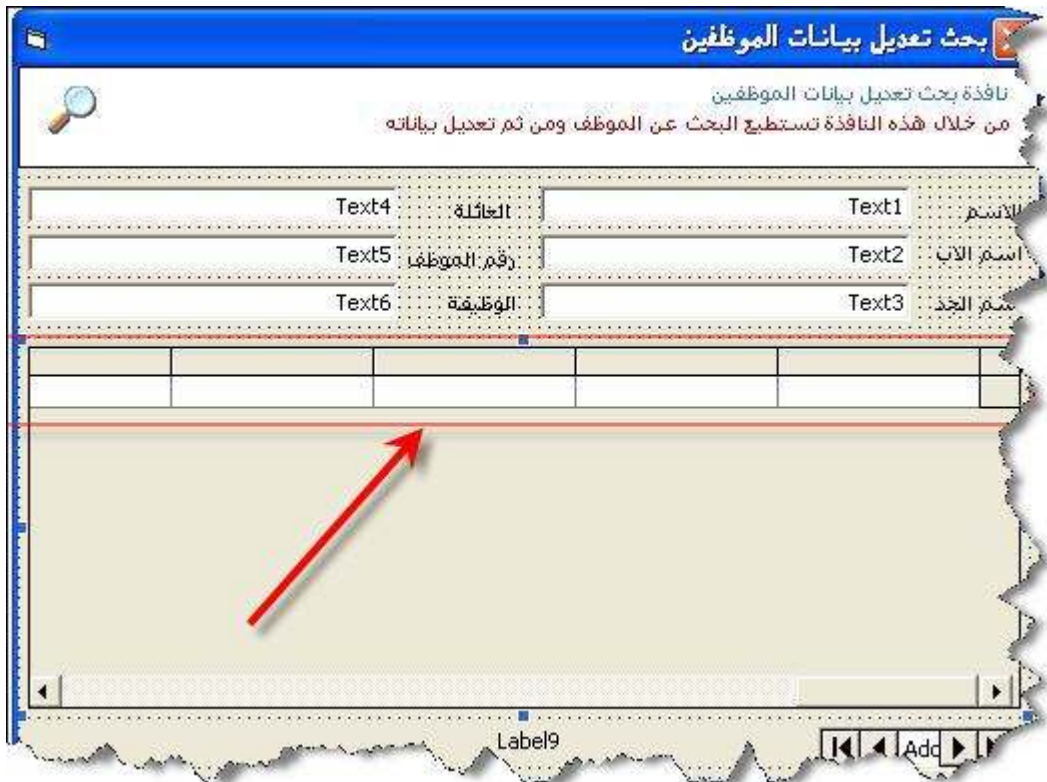 بحث تعديل بيانات الموظفين
نافذة بحث تعديل بيانات الموظفين
من خلال هذه النافذة تستطيع البحث عن الموظف ومن ثم تعديل بياناته
الاسم Text1 العائلة Text4
اسم الاب Text2 رقم الموظف Text5
اسم الجد Text3 الوظيفة Text6
Label9